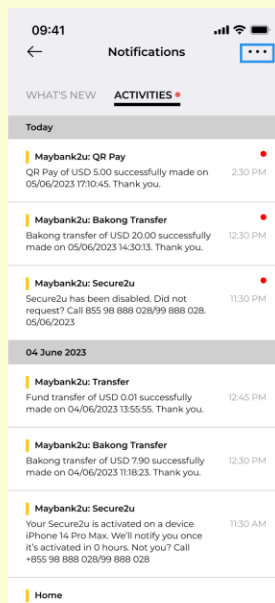 09:41
Notifications
WHAT'S NEW
ACTIVITIES
Today
Maybank2u: QR Pay
QR Pay of USD 5.00 successfully made on
05/06/2023 17:10:45. Thank you.
2:30 PM
Maybank2u: Bakong Transfer
Bakong transfer of USD 20.00 successfully
made on 05/06/2023 14:30:13. Thank you.
12:30 PM
Maybank2u: Secure2u
Secure2u has been disabled. Did not
request? Call 855 98 888 028/99 888 028.
05/06/2023
11:30 PM
04 June 2023
Maybank2u: Transfer
Fund transfer of USD 0.01 successfully
made on 04/06/2023 13:55:55. Thank you.
12:45 PM
Maybank2u: Bakong Transfer
Bakong transfer of USD 7.90 successfully
made on 04/06/2023 11:18:23. Thank you.
12:30 PM
Maybank2u: Secure2u
Your Secure2u is activated on a device
iPhone 14 Pro Max. We'll notify you once
it's activated in 0 hours. Not you? Call
+855 98 888 028/99 888 028
11:30 AM
Home